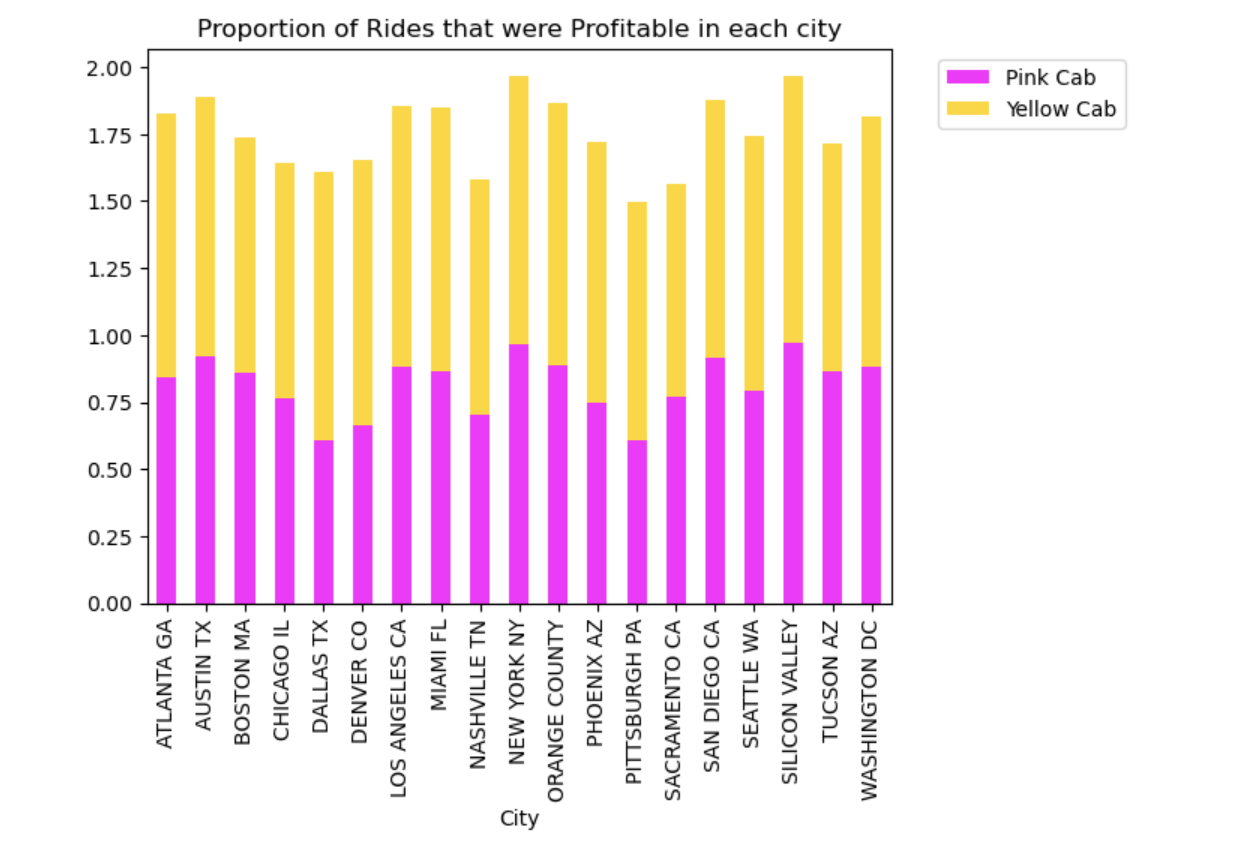 Proportion of Rides that were Profitable in each city
2.00
1.75
1.50
1.25
1.00
0.75
0.50
0.25
0.00
Pink Cab
Yellow Cab
ATLANTA GA
AUSTIN TX
BOSTON MA
CHICAGO IL
DALLAS TX
DENVER CO
LOS ANGELES CA
MIAMI FL
NASHVILLE TN
NEW YORK NY
ORANGE COUNTY
PHOENIX AZ
PITTSBURGH PA
SACRAMENTO CA
SAN DIEGO CA
SEATTLE WA
SILICON VALLEY
TUCSON AZ
WASHINGTON DC
City